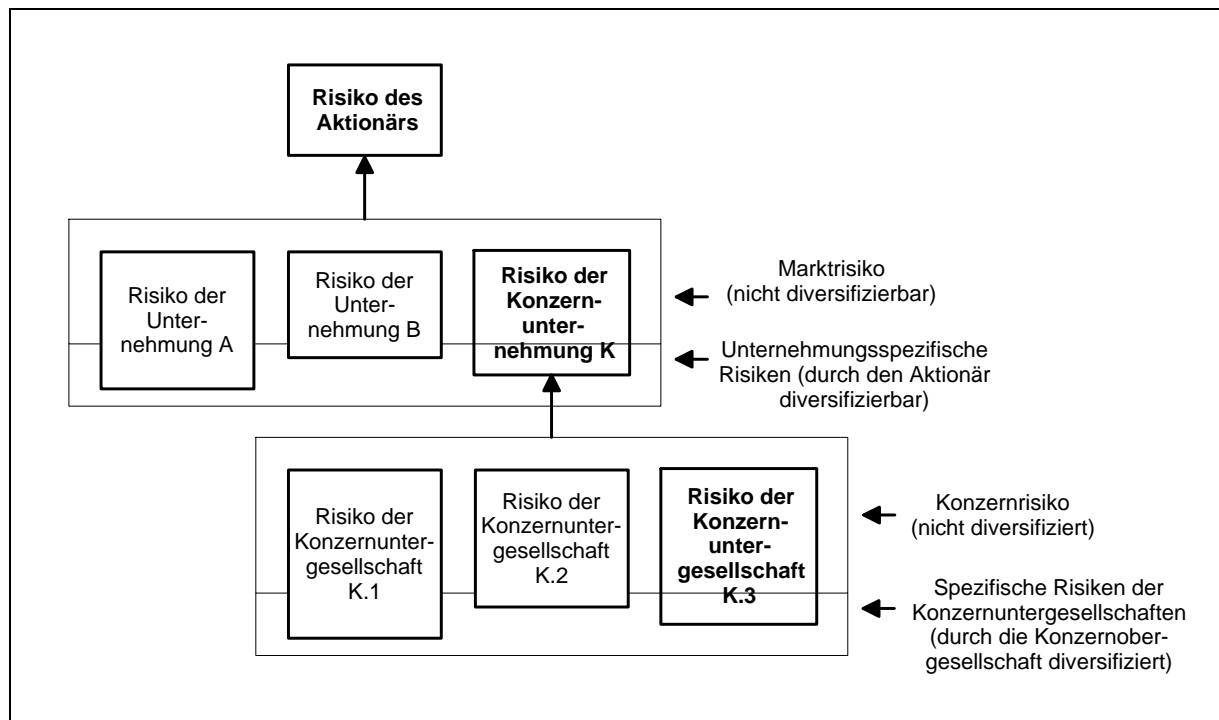 Risiko des
Aktionärs
Risiko der
Unter-
nehmung A
Risiko der
Unter-
nehmung B
Risiko der
Konzern-
unter-
nehmung K
Marktrisiko
(nicht diversifizierbar)
Unternehmungsspezifische
Risiken (durch den Aktionär
diversifizierbar)
Risiko der
Konzernunter-
gesellschaft
K.1
Risiko der
Konzernunter-
gesellschaft
K.2
Risiko der
Konzern-
unter-
gesellschaft
K.3
Konzernrisiko
(nicht diversifiziert)
Spezifische Risiken der
Konzernuntergesellschaften
(durch die Konzernober-
gesellschaft diversifiziert)